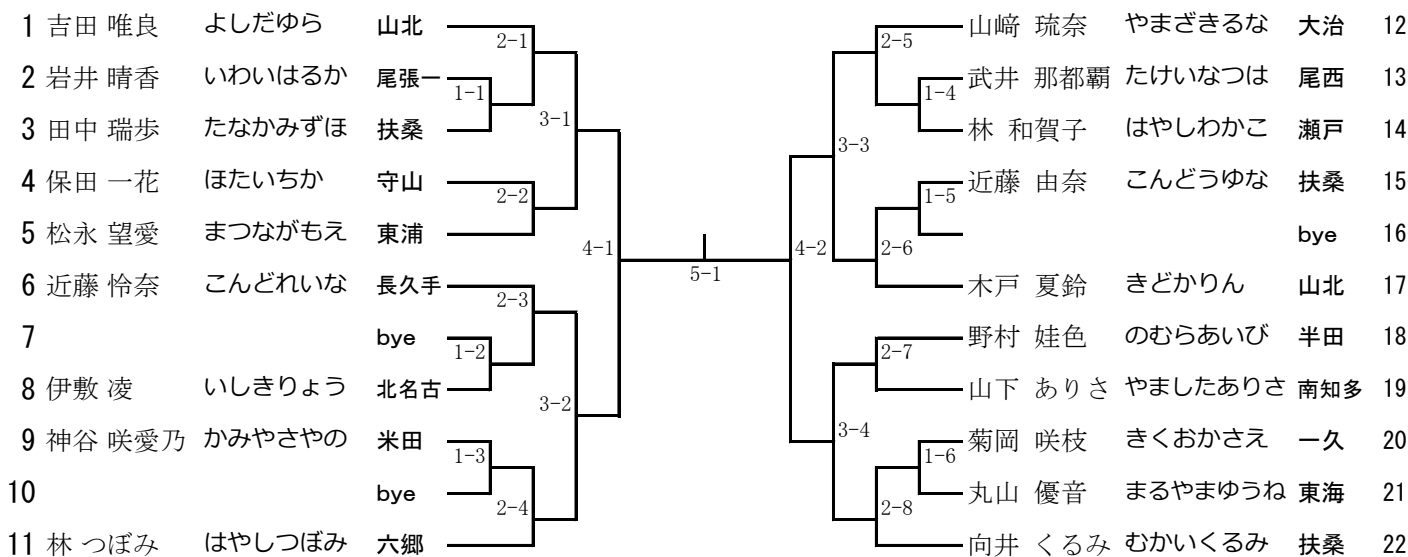 1 吉田 唯良 よしだゆら 山北
2-1
2 岩井 晴香 いわいはるか 尾張一
1-1
3 田中 瑞歩 たなかみずほ 扶桑
3-1
4 保田 一花 ほたいちか 守山
2-2
5 松永 望愛 まつながもえ 東浦
4-1
6 近藤 怜奈 こんどれいな 長久手
2-3
7 bye
1-2
8 伊敷 凌 いしきりょう 北名古
3-2
9 神谷 咲愛乃 かみやさやの 米田
1-3
10 bye
2-4
11 林 つぼみ はやしつぼみ 六郷
5-1
山﨑 琉奈 やまざきるな 大治 12
2-5
武井 那都覇 たけいなつは 尾西 13
1-4
林 和賀子 はやしわかこ 瀬戸 14
3-3
近藤 由奈 こんどうゆな 扶桑 15
1-5
bye 16
4-2
2-6
木戸 夏鈴 きどかりん 山北 17
野村 娃色 のむらあいび 半田 18
2-7
山下 ありさ やましたありさ 南知多 19
3-4
菊岡 咲枝 きくおかさえ 一久 20
1-6
丸山 優音 まるやまゆうね 東海 21
2-8
向井 くるみ むかいくるみ 扶桑 22